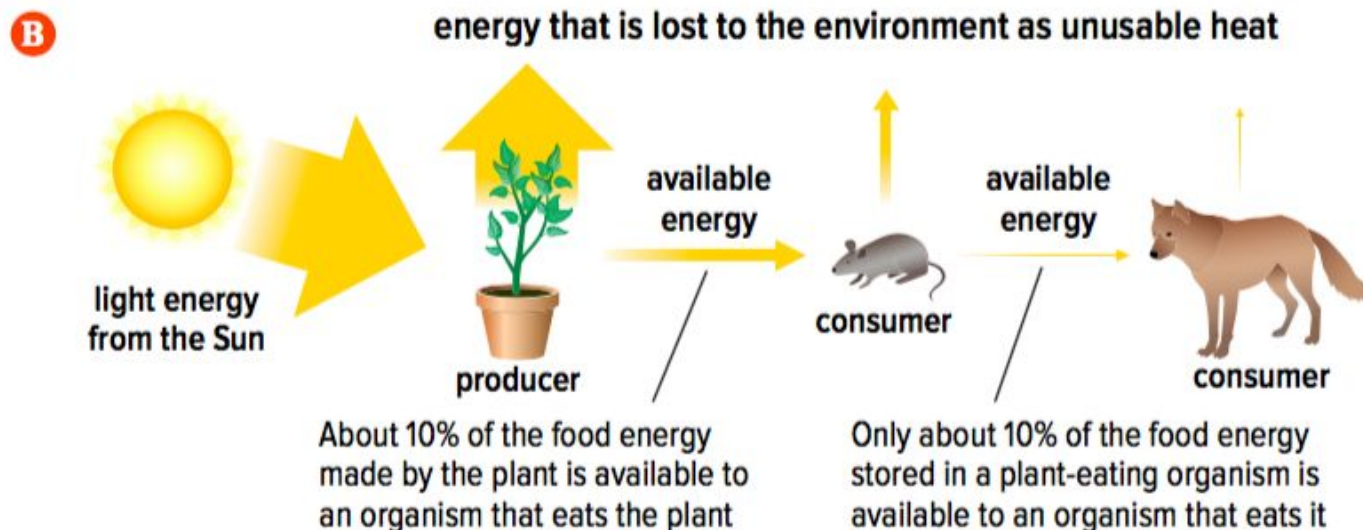 B
energy that is lost to the environment as unusable heat
light energy
from the Sun
producer
available
energy
consumer
available
energy
consumer
About 10% of the food energy
made by the plant is available to
an organism that eats the plant
Only about 10% of the food energy
stored in a plant-eating organism is
available to an organism that eats it